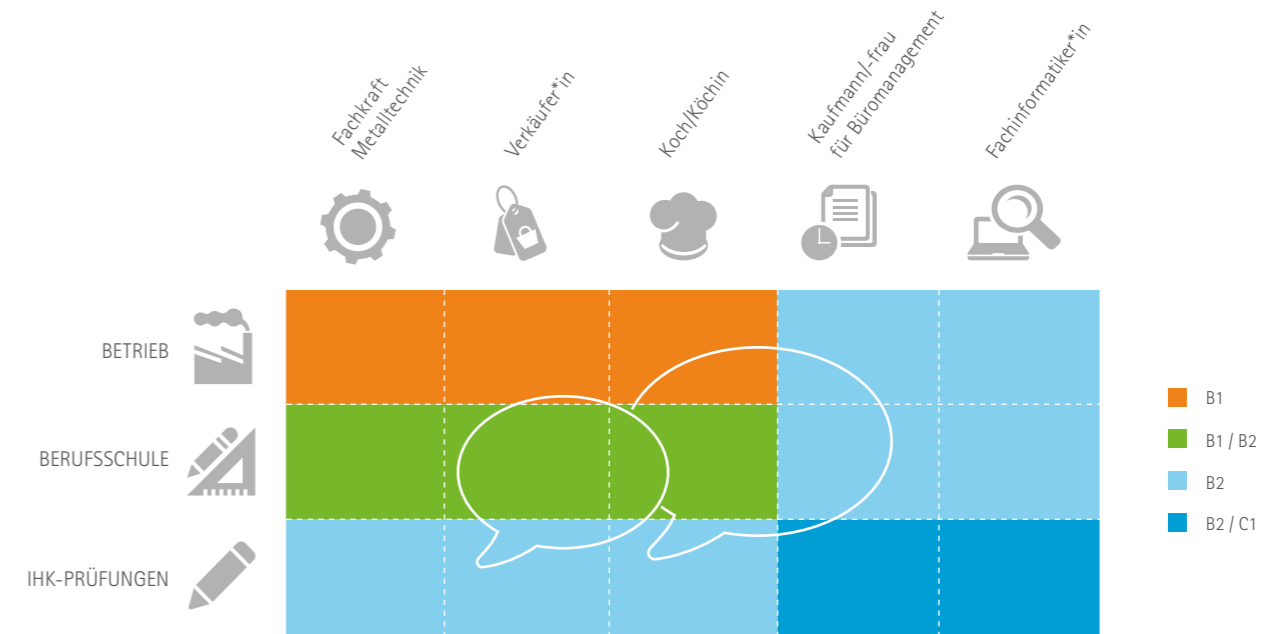 Fachkraft
Metalltechnik
Verkäufer*in
Koch/Köchin
Kaufmann/-frau
für Büromanagement
Fachinformatiker*in
BETRIEB
BERUFSSCHULE
IHK-PRÜFUNGEN
B1
B1 / B2
B2
B2 / C1